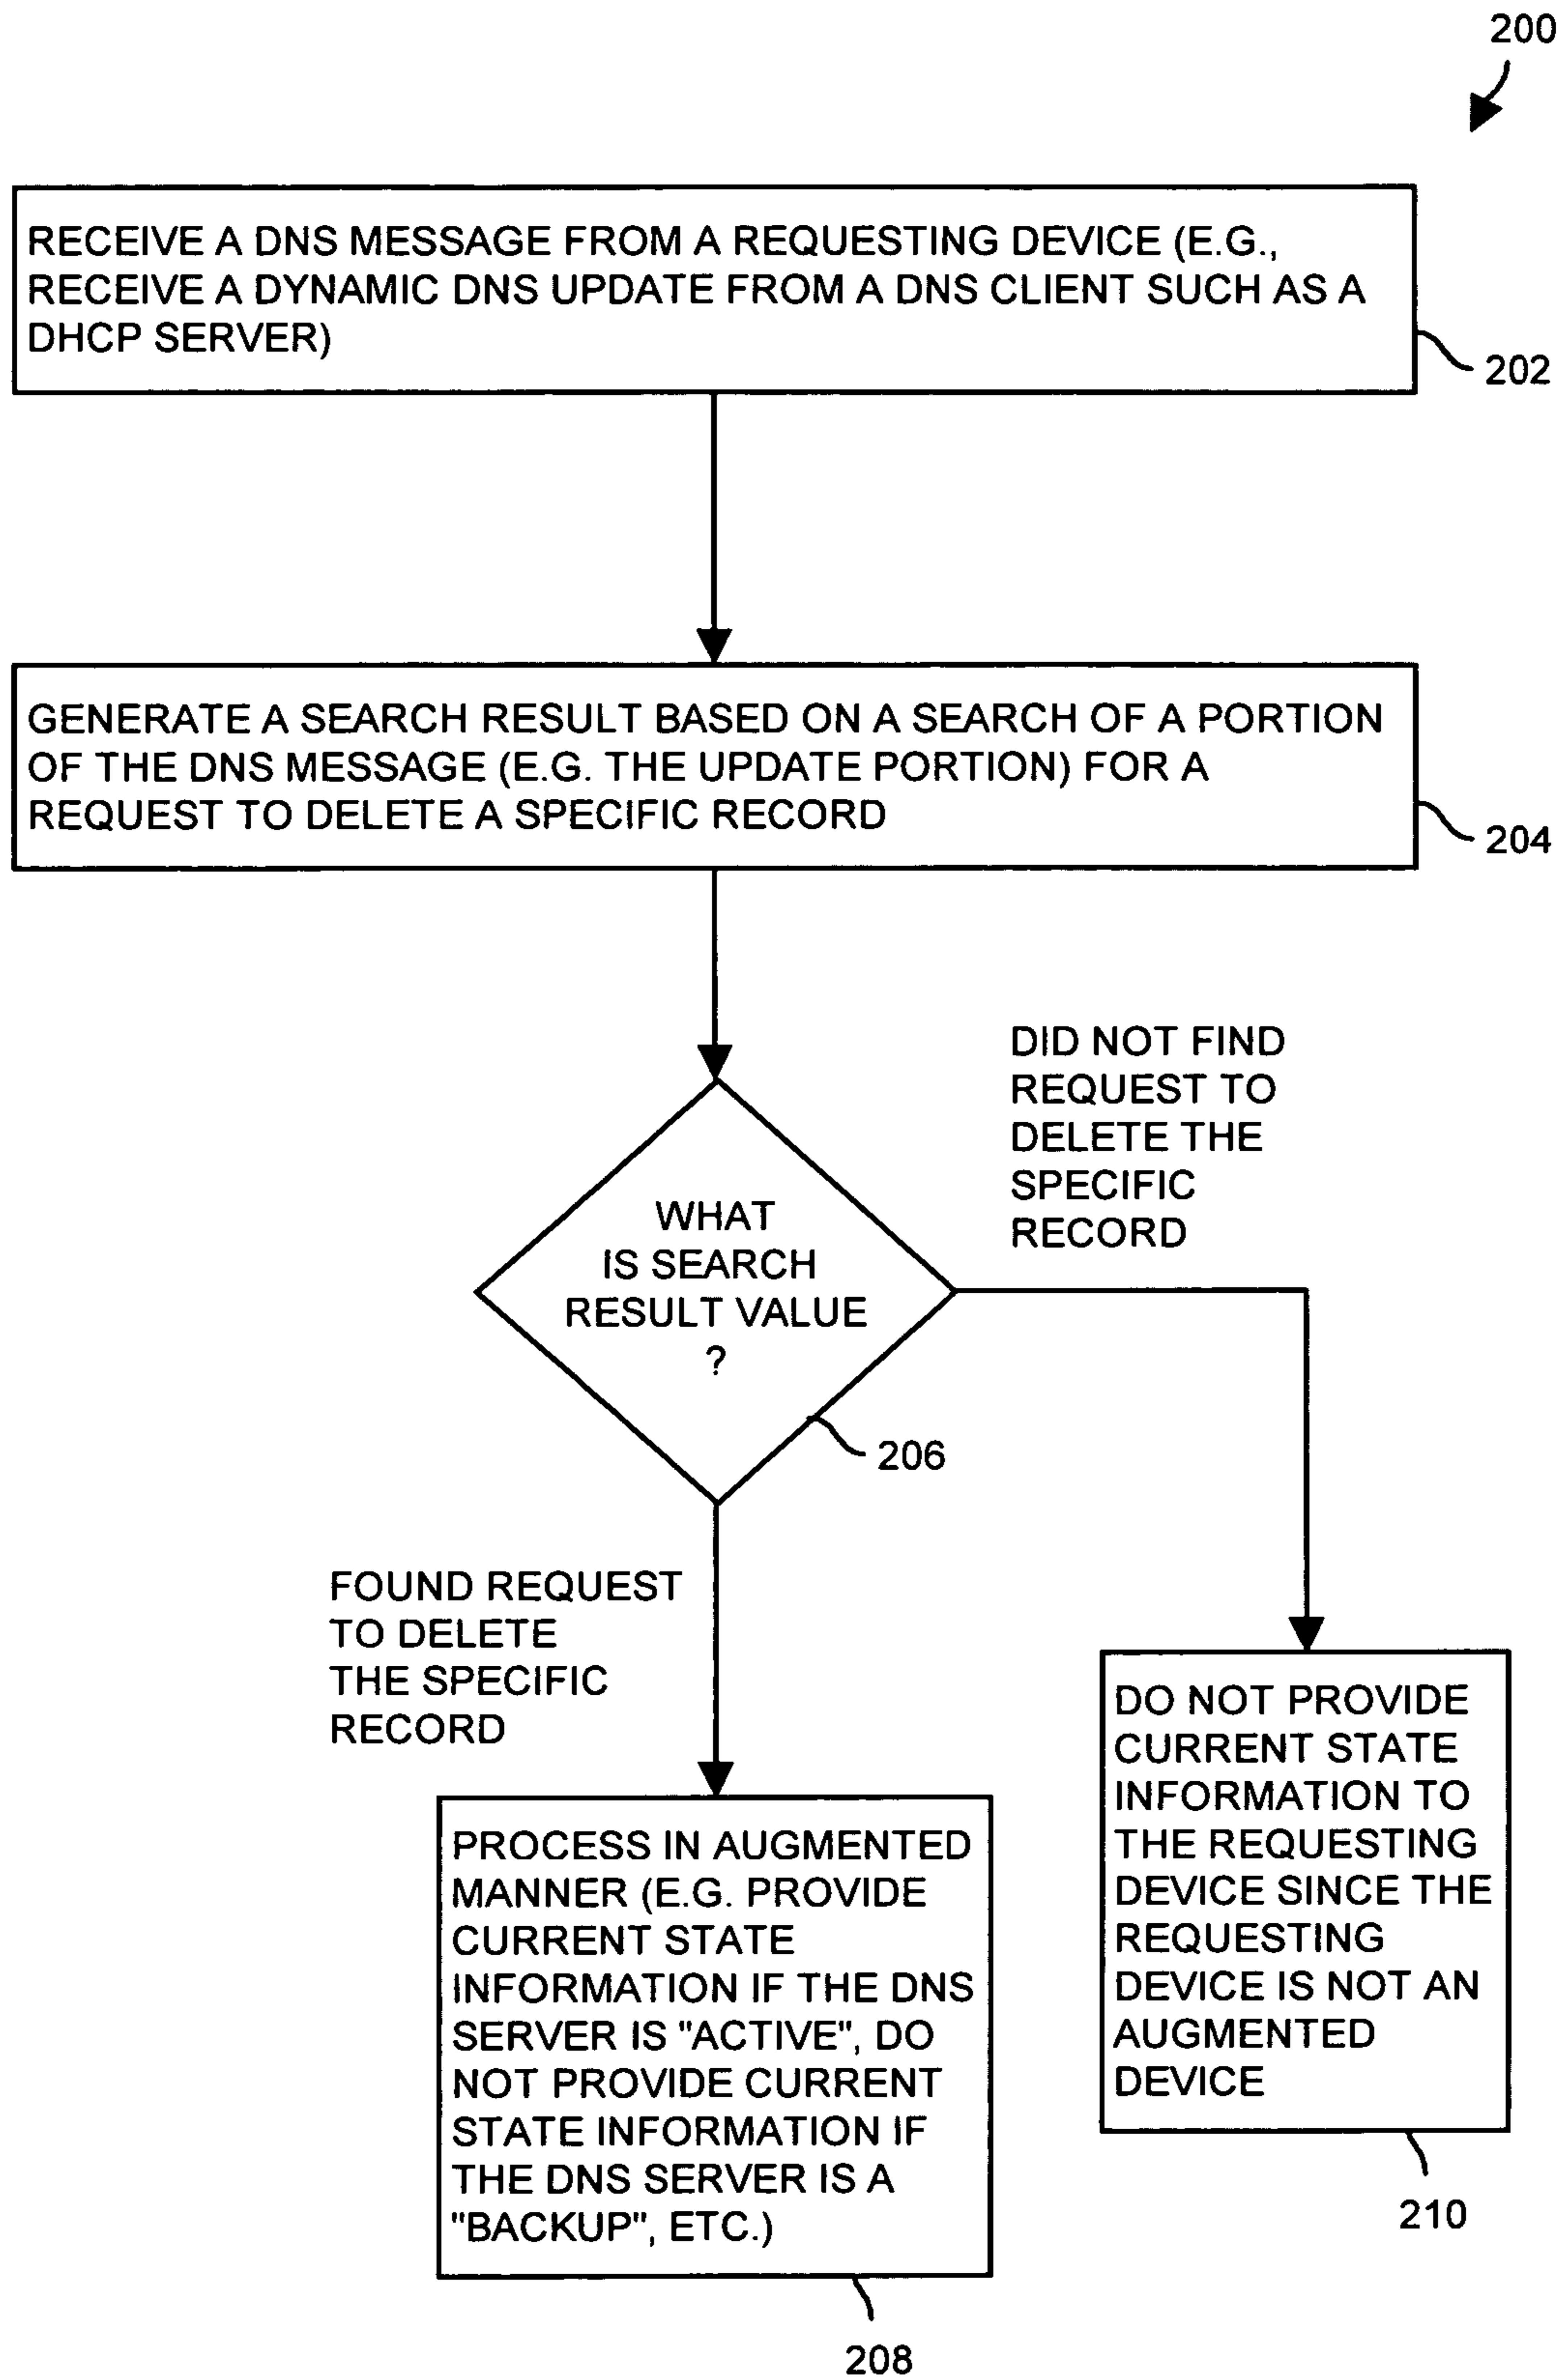 200
RECEIVE A DNS MESSAGE FROM A REQUESTING DEVICE (E.G.,
RECEIVE A DYNAMIC DNS UPDATE FROM A DNS CLIENT SUCH AS A
DHCP SERVER)
202
GENERATE A SEARCH RESULT BASED ON A SEARCH OF A PORTION
OF THE DNS MESSAGE (E.G. THE UPDATE PORTION) FOR A
REQUEST TO DELETE A SPECIFIC RECORD
204
DID NOT FIND
REQUEST TO
DELETE THE
SPECIFIC
RECORD
WHAT
IS SEARCH
RESULT VALUE
?
206
FOUND REQUEST
TO DELETE
THE SPECIFIC
RECORD
PROCESS IN AUGMENTED
MANNER (E.G. PROVIDE
CURRENT STATE
INFORMATION IF THE DNS
SERVER IS "ACTIVE", DO
NOT PROVIDE CURRENT
STATE INFORMATION IF
THE DNS SERVER IS A
"BACKUP", ETC.)
208
DO NOT PROVIDE
CURRENT STATE
INFORMATION TO
THE REQUESTING
DEVICE SINCE THE
REQUESTING
DEVICE IS NOT AN
AUGMENTED
DEVICE
210